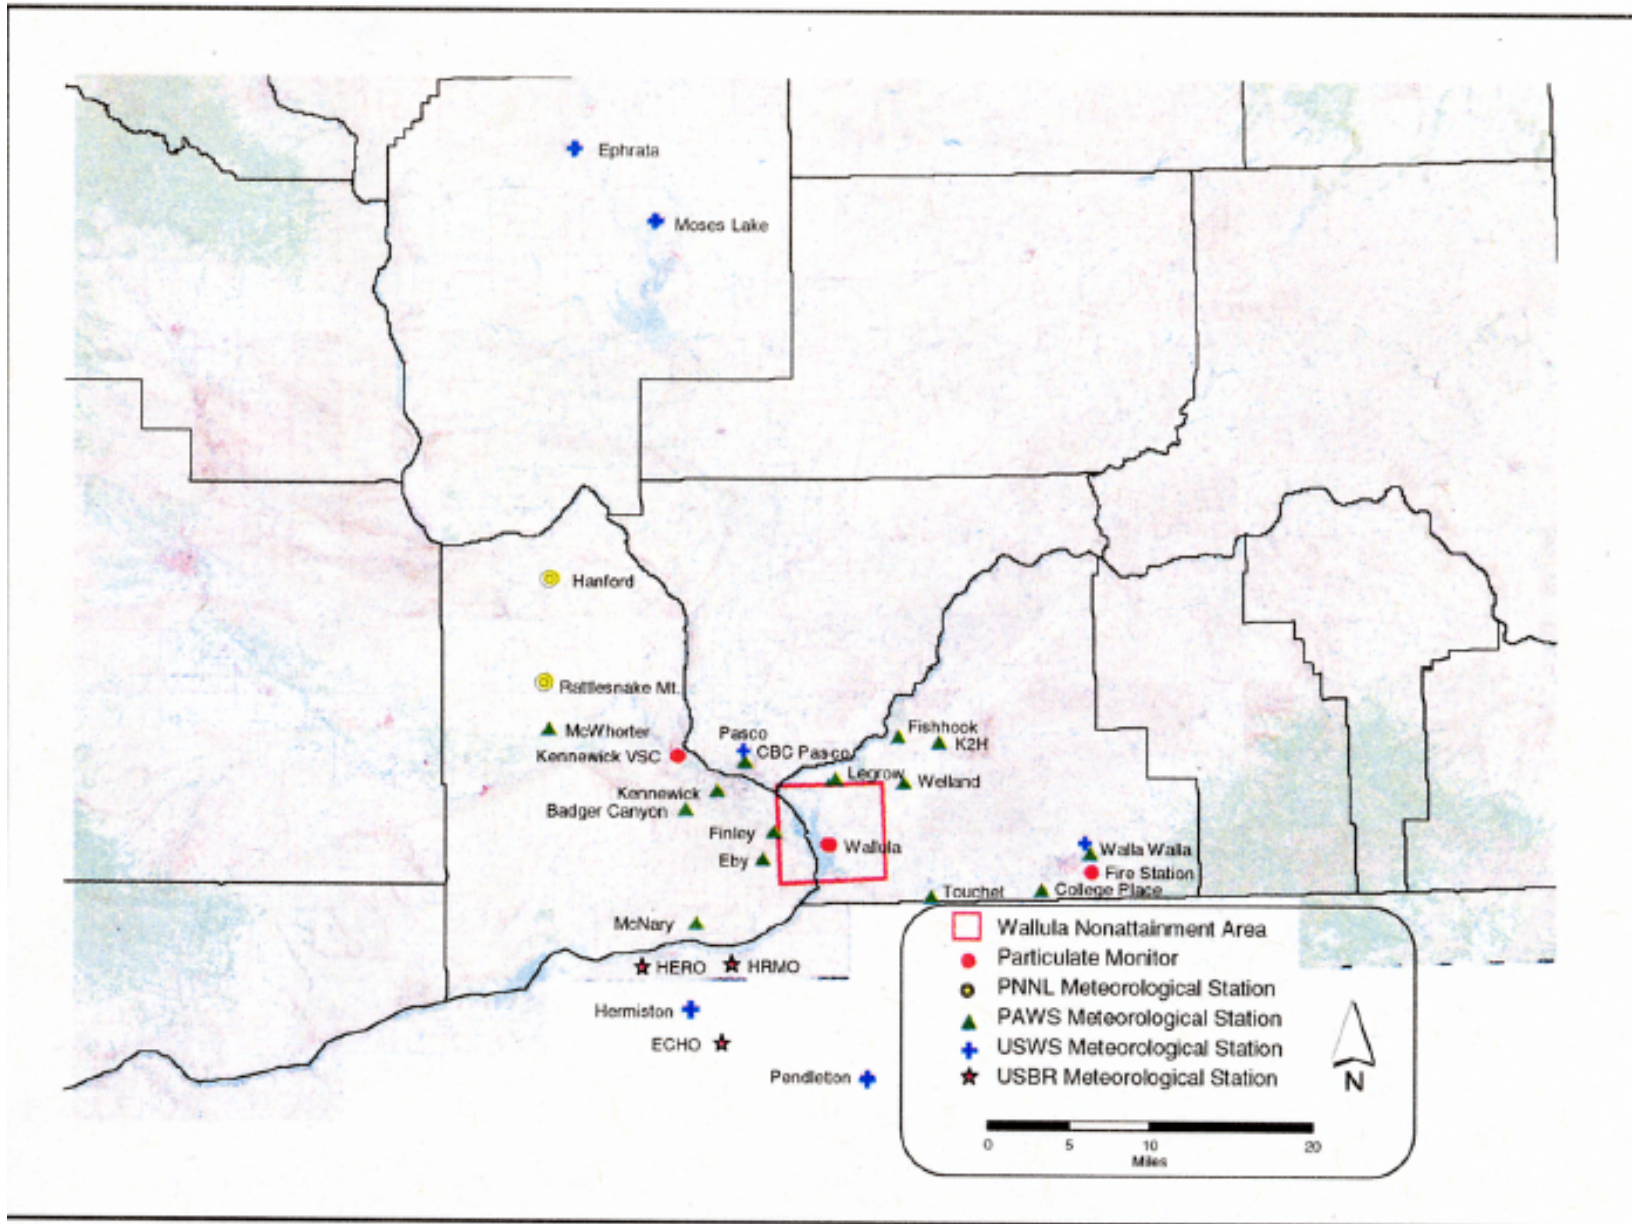 Ephrata
Moses Lake
Hanford
Rattlesnake Mt.
McWhorter
Kennewick VSC
Pasco
CBC Pasco
Fishhook
K2H
Legrow
Welland
Kennewick
Badger Canyon
Finley
Eby
Wallula
Walla Walla
Fire Station
Touchet
College Place
McNary
HERO
HRMO
Hermiston
ECHO
Pendleton
Wallula Nonattainment Area
Particulate Monitor
PNNL Meteorological Station
PAWS Meteorological Station
USWS Meteorological Station
USBR Meteorological Station
N
0 5 10 20
Miles